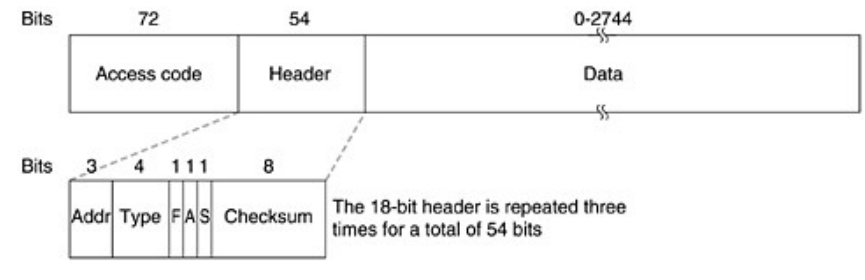 Bits 72 54 0-2744
Access code Header Data
Bits 3 4 1 1 1 8
Addr Type F A S Checksum
The 18-bit header is repeated three
times for a total of 54 bits